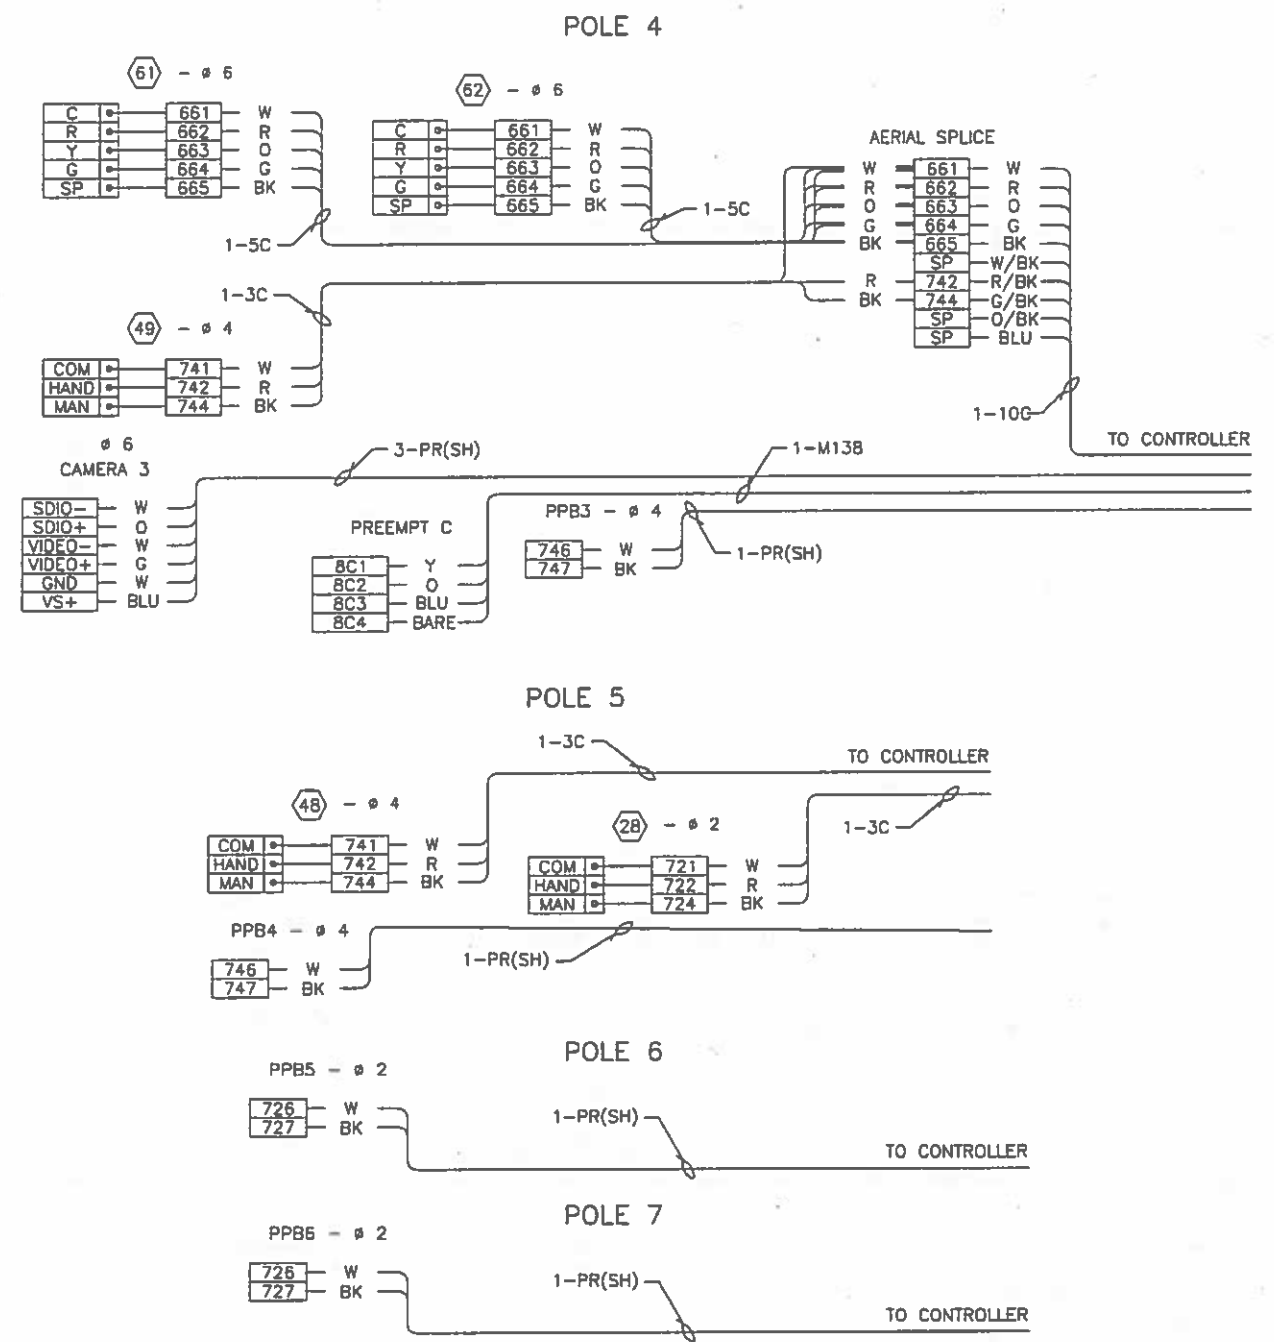 POLE 4
61 - ø 6
C 661 W
R 662 R
Y 663 O
G 664 G
SP 665 BK
1-5C
62 - ø 6
C 661 W
R 662 R
Y 663 O
G 664 G
SP 665 BK
1-5C
AERIAL SPLICE
W 661 W
R 662 R
O 663 O
G 664 G
BK 665 BK
SP W/BK
R 742 R/BK
BK 744 G/BK
SP O/BK
SP BLU
1-10C
TO CONTROLLER
1-3C
49 - ø 4
COM 741 W
HAND 742 R
MAN 744 BK
ø 6
CAMERA 3
SDIO- W
SDIO+ O
VIDEO- W
VIDEO+ G
GND W
VS+ BLU
3-PR(SH)
1-M138
PREEMPT C
8C1 Y
8C2 O
8C3 BLU
8C4 BARE
PPB3 - ø 4
746 W
747 BK
1-PR(SH)
POLE 5
1-3C
TO CONTROLLER
48 - ø 4
COM 741 W
HAND 742 R
MAN 744 BK
28 - ø 2
COM 721 W
HAND 722 R
MAN 724 BK
1-3C
PPB4 - ø 4
746 W
747 BK
1-PR(SH)
POLE 6
PPB5 - ø 2
726 W
727 BK
1-PR(SH)
TO CONTROLLER
POLE 7
PPB6 - ø 2
726 W
727 BK
1-PR(SH)
TO CONTROLLER